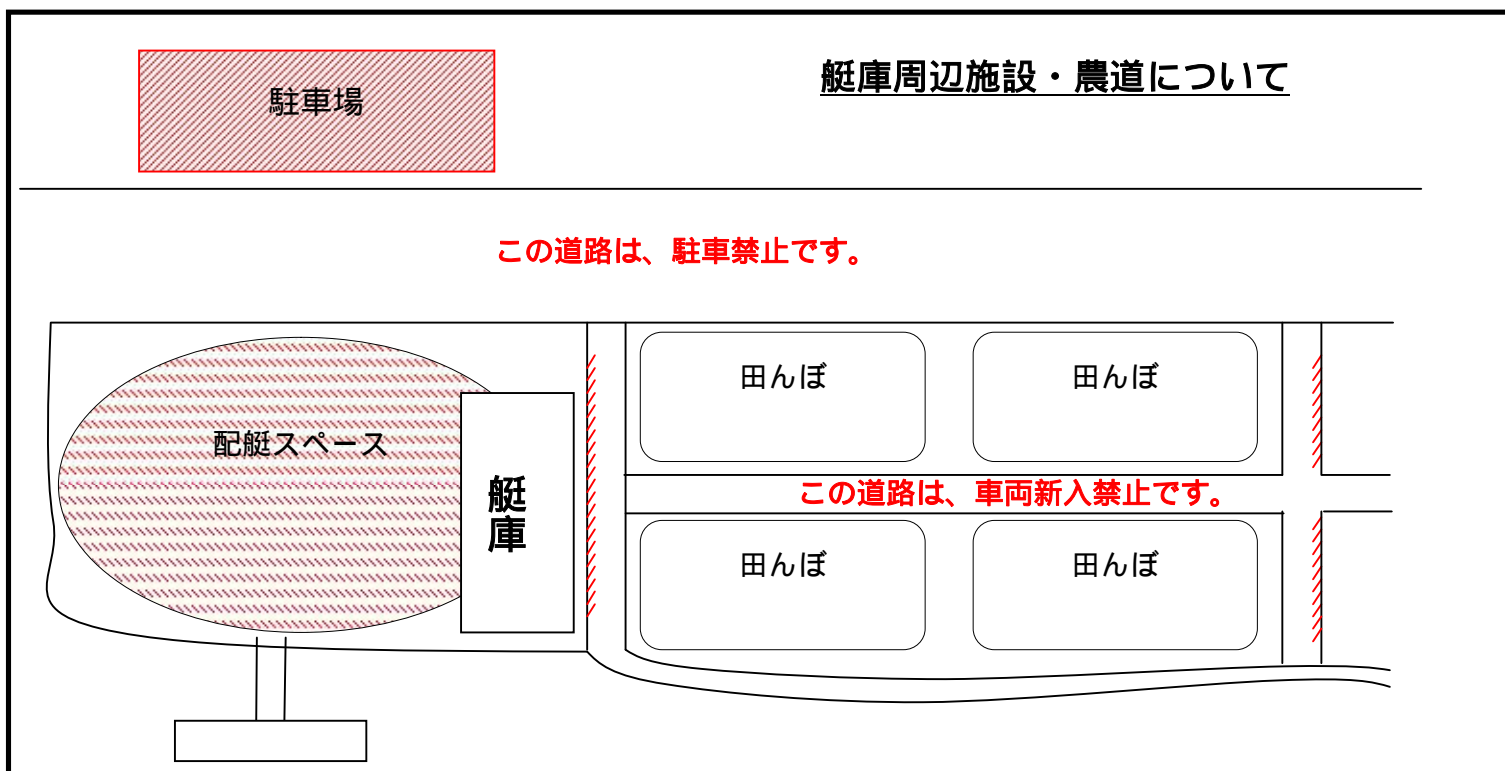 艇庫周辺施設・農道について
駐車場
この道路は、駐車禁止です。
田んぼ
田んぼ
配艇スペース
艇庫
この道路は、車両新入禁止です。
田んぼ
田んぼ